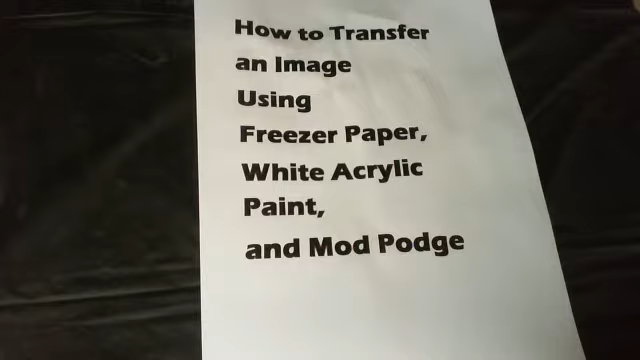 How to Transfer
an Image
Using
Freezer Paper,
White Acrylic
Paint,
and Mod Podge